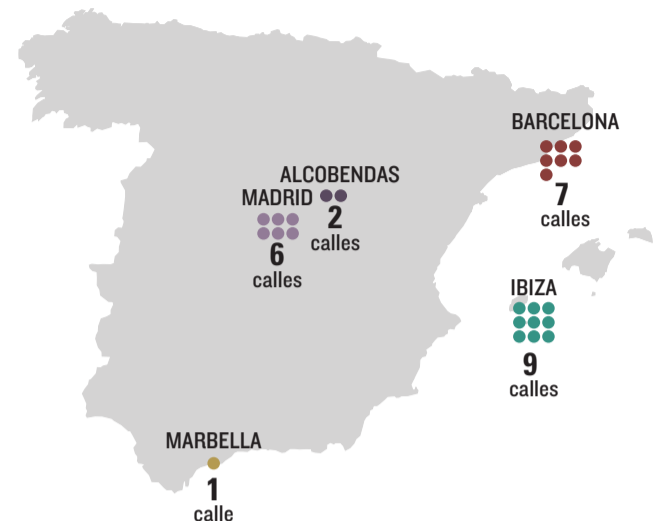 BARCELONA
7
calles
ALCOBENDAS
2
calles
MADRID
6
calles
IBIZA
9
calles
MARBELLA
1
calle